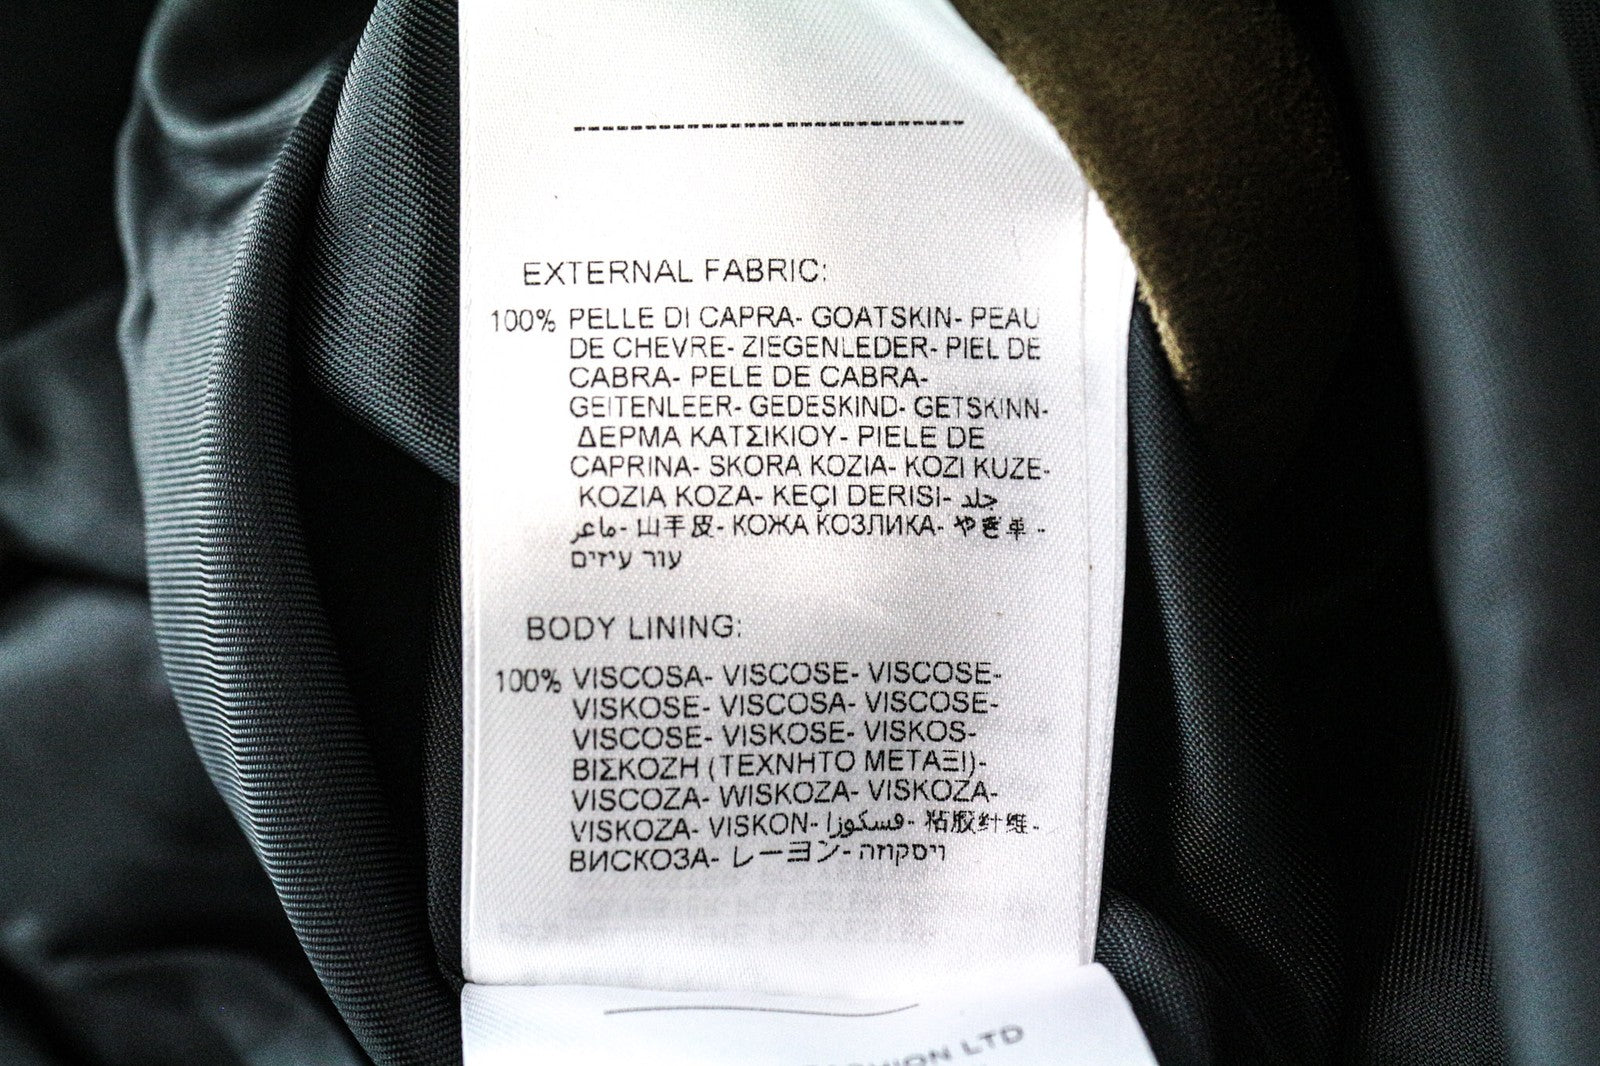 EXTERNAL FABRIC:
100% PELLE DI CAPRA- GOATSKIN- PEAU
DE CHEVRE- ZIEGENLEDER- PIEL DE
CABRA- PELE DE CABRA-
GEITENLEER- GEDESKIND- GETSKINN-
ΔΕΡΜΑ ΚΑΤΣΙΚΙΟΥ- PIELE DE
CAPRINA- SKORA KOZIA- KOZI KUZE-
KOZIA KOZA- KEÇI DERISI- جلد
ماعز- 山羊皮- КОЖА КОЗЛИКА- やぎ革 -
עור עיזים
BODY LINING:
100% VISCOSA- VISCOSE- VISCOSE-
VISKOSE- VISCOSA- VISCOSE-
VISCOSE- VISKOSE- VISKOS-
ΒΙΣΚΟΖΗ (ΤΕΧΝΗΤΟ ΜΕΤΑΞΙ)-
VISCOZA- WISKOZA- VISKOZA-
VISKOZA- VISKON- فسكوزا- 粘胶纤维-
ВИСКОЗА- レーヨン- ויסקוזה
LTD